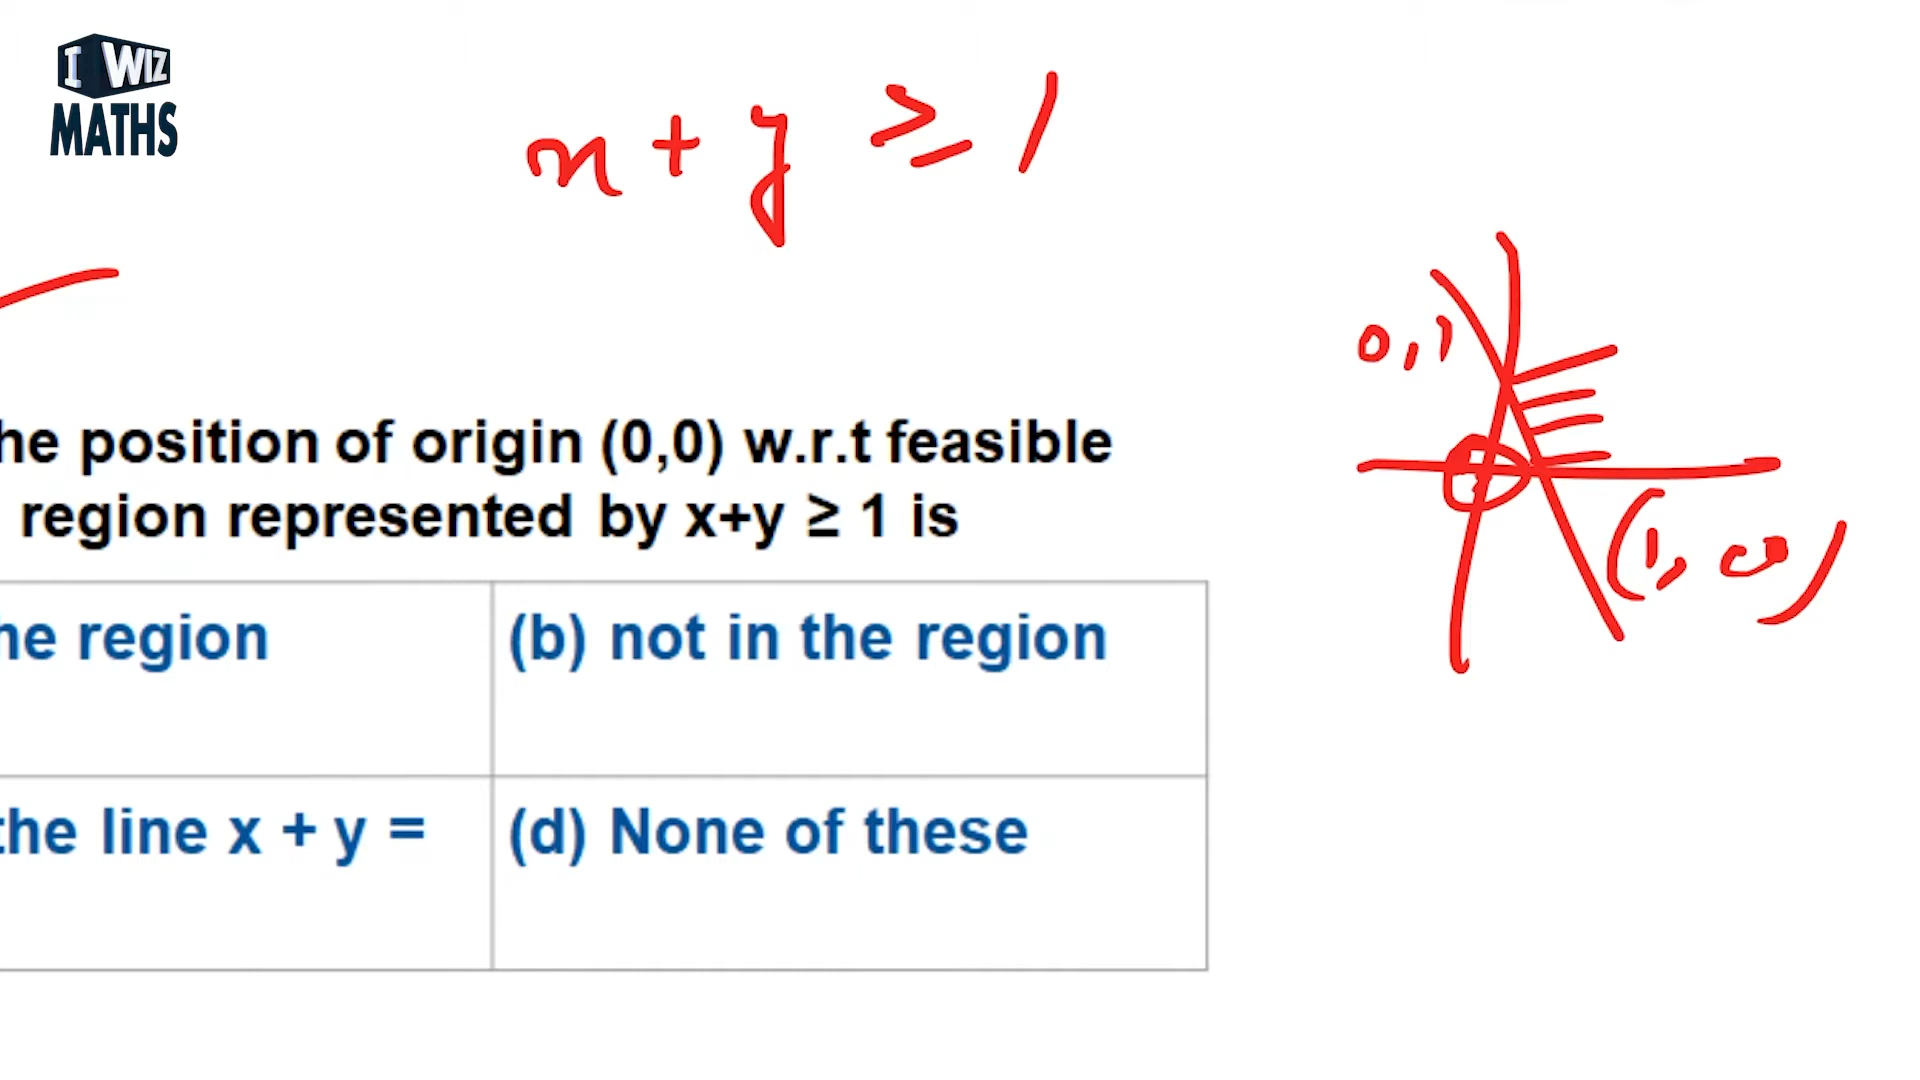 I WIZ
MATHS
x + y ≥ 1
0,1
he position of origin (0,0) w.r.t feasible
region represented by x+y ≥ 1 is
(1, 0)
he region
(b) not in the region
the line x + y =
(d) None of these